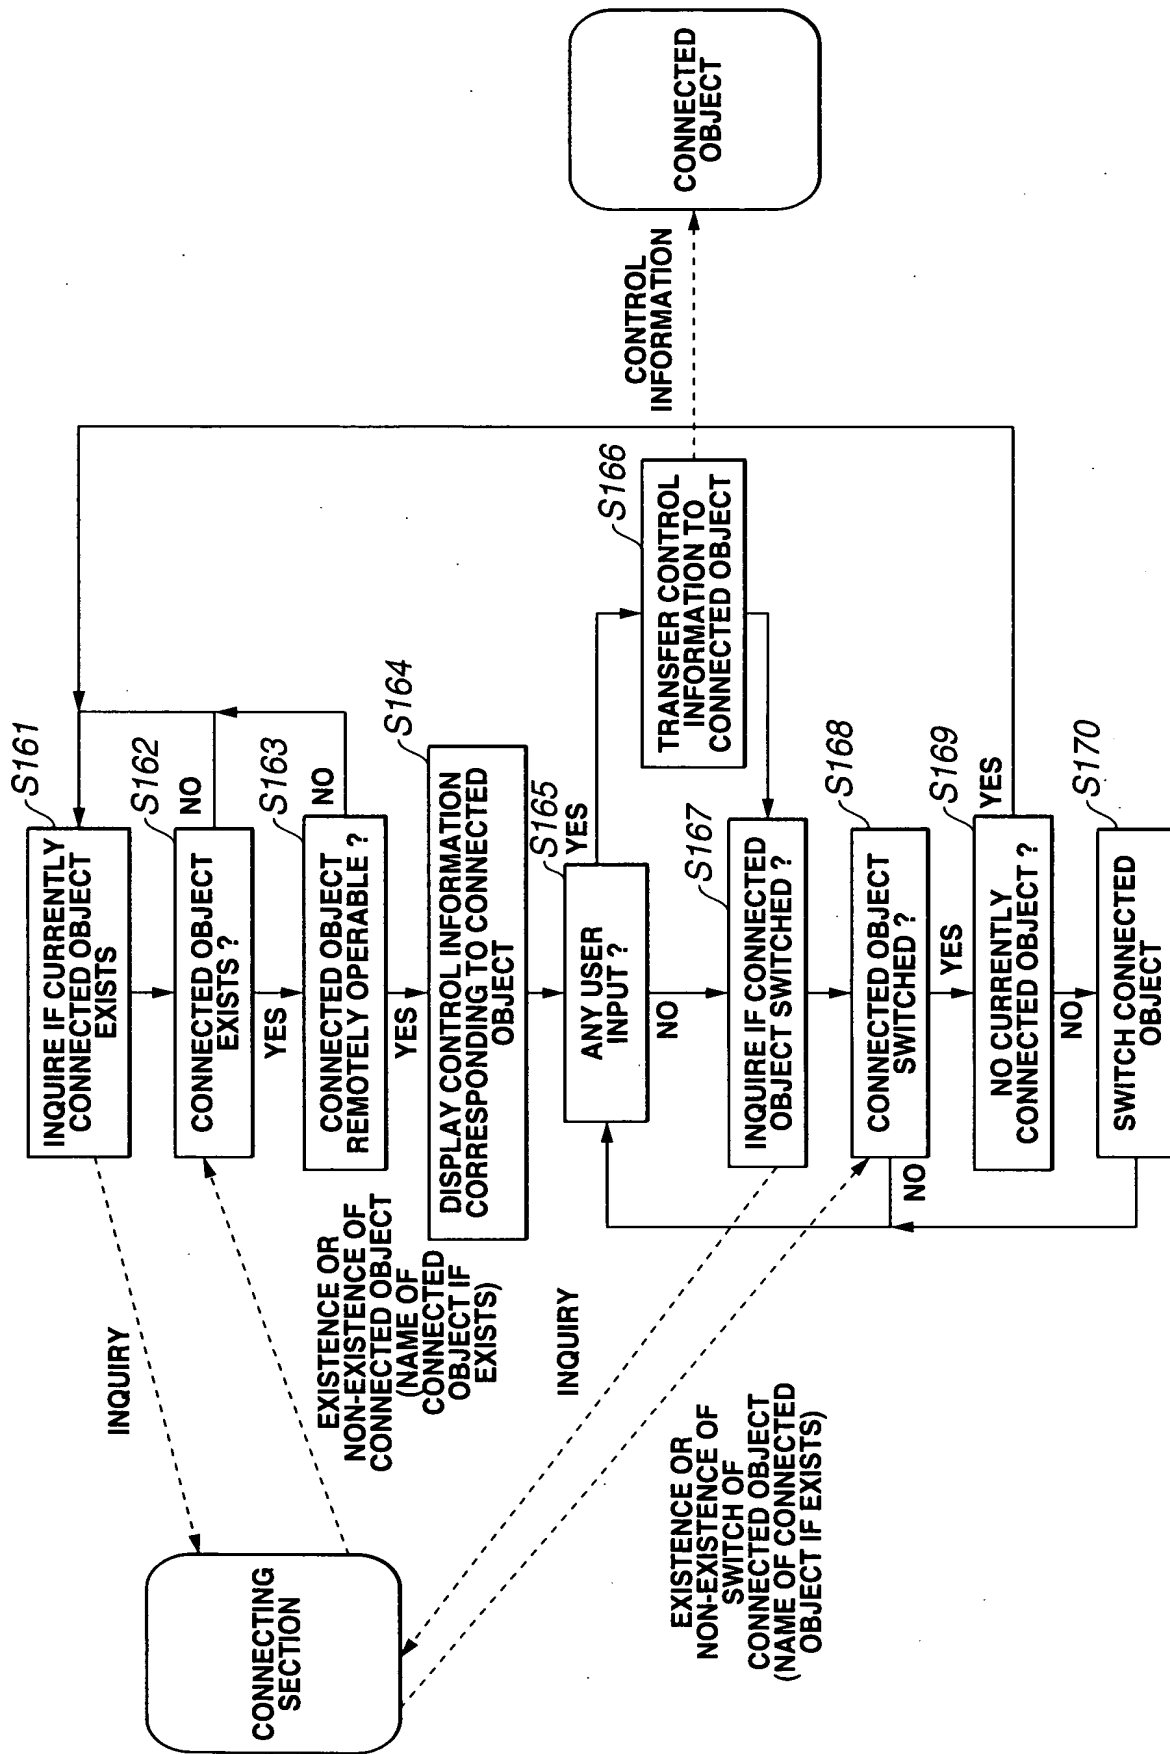 S161
INQUIRE IF CURRENTLY
CONNECTED OBJECT
EXISTS
INQUIRY
CONNECTING
SECTION
S162
CONNECTED OBJECT
EXISTS ?
NO
YES
S163
CONNECTED OBJECT
REMOTELY OPERABLE ?
NO
YES
EXISTENCE OR
NON-EXISTENCE OF
CONNECTED OBJECT
(NAME OF
CONNECTED
OBJECT IF
EXISTS)
S164
DISPLAY CONTROL INFORMATION
CORRESPONDING TO CONNECTED
OBJECT
S165
ANY USER
INPUT ?
YES
NO
S166
TRANSFER CONTROL
INFORMATION TO
CONNECTED OBJECT
CONTROL
INFORMATION
CONNECTED
OBJECT
INQUIRY
S167
INQUIRE IF CONNECTED
OBJECT SWITCHED ?
EXISTENCE OR
NON-EXISTENCE OF
SWITCH OF
CONNECTED OBJECT
(NAME OF CONNECTED
OBJECT IF EXISTS)
S168
CONNECTED OBJECT
SWITCHED ?
NO
YES
S169
NO CURRENTLY
CONNECTED OBJECT ?
YES
NO
S170
SWITCH CONNECTED
OBJECT